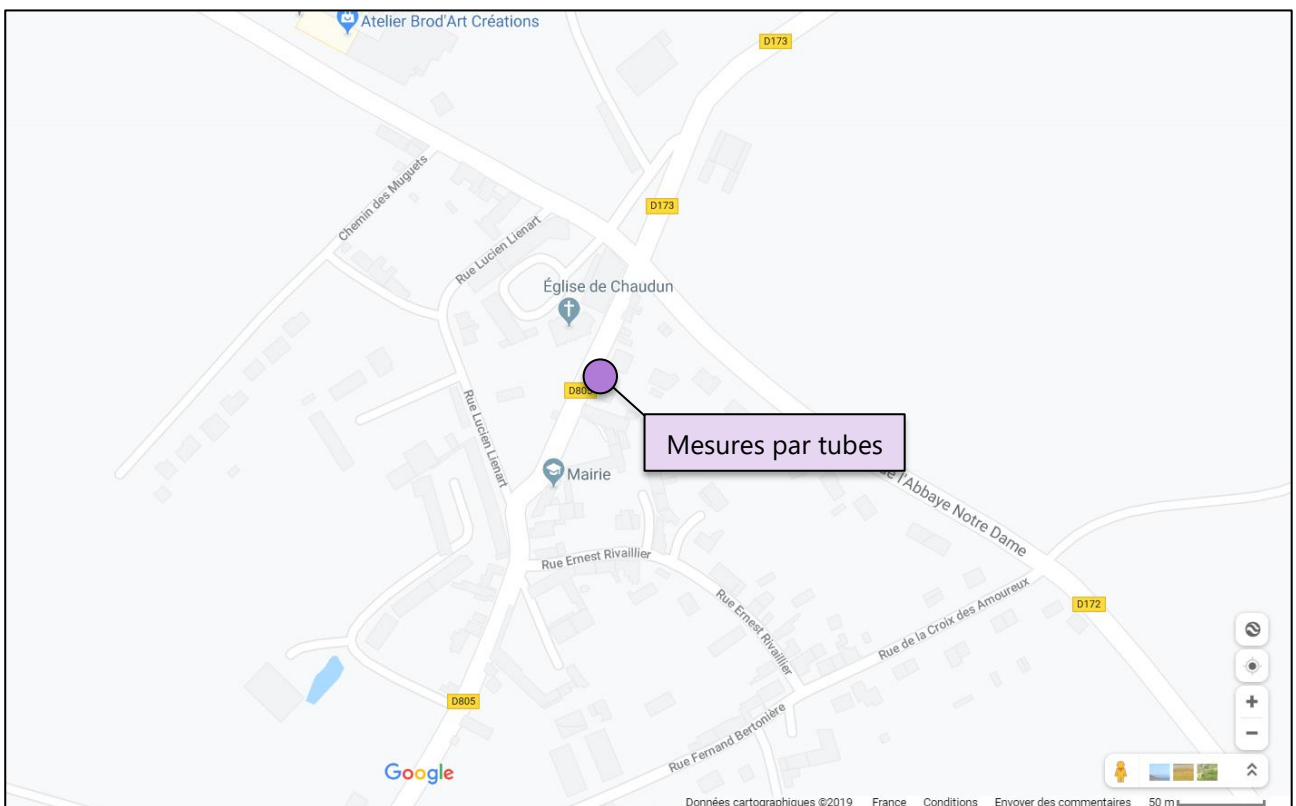 Atelier Brod'Art Créations
D173
Chemin des Muguets
D173
Rue Lucien Lienart
Église de Chaudun
D805
Rue Lucien Lienart
Mesures par tubes
Mairie
de l'Abbaye Notre Dame
Rue Ernest Rivaillier
Rue Ernest Rivaillier
Rue de la Croix des Amoureux
D172
D805
Rue Fernand Bertonière
Google
Données cartographiques ©2019 France Conditions Envoyer des commentaires 50 m